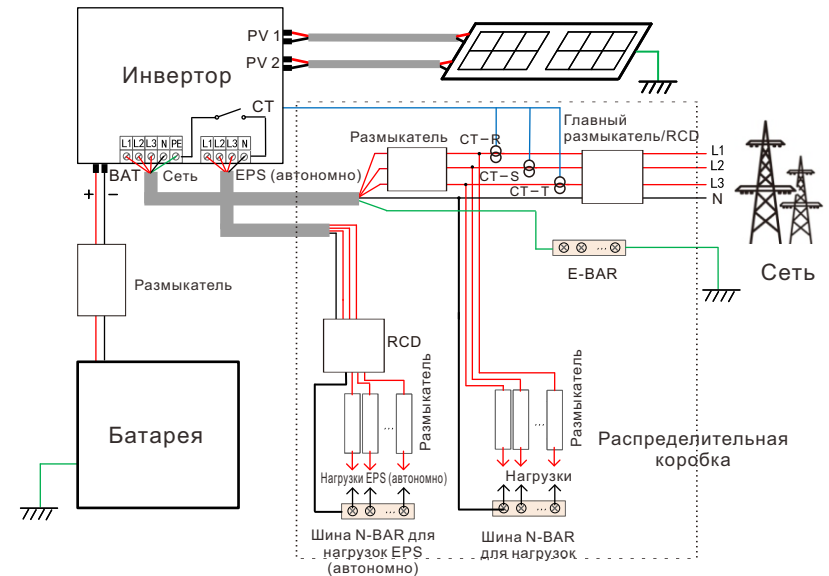 PV 1
PV 2
Инвертор
CT
L1 L2 L3 N PE
L1 L2 L3 N
BAT
Сеть
EPS (автономно)
+
−
Размыкатель
CT−R
CT−S
CT−T
Главный
размыкатель/RCD
L1
L2
L3
N
Сеть
...
E-BAR
Размыкатель
RCD
Батарея
...
Размыкатель
Нагрузки EPS (автономно)
...
Шина N-BAR для
нагрузок EPS
(автономно)
...
Размыкатель
Нагрузки
...
Шина N-BAR
для нагрузок
Распределительная
коробка